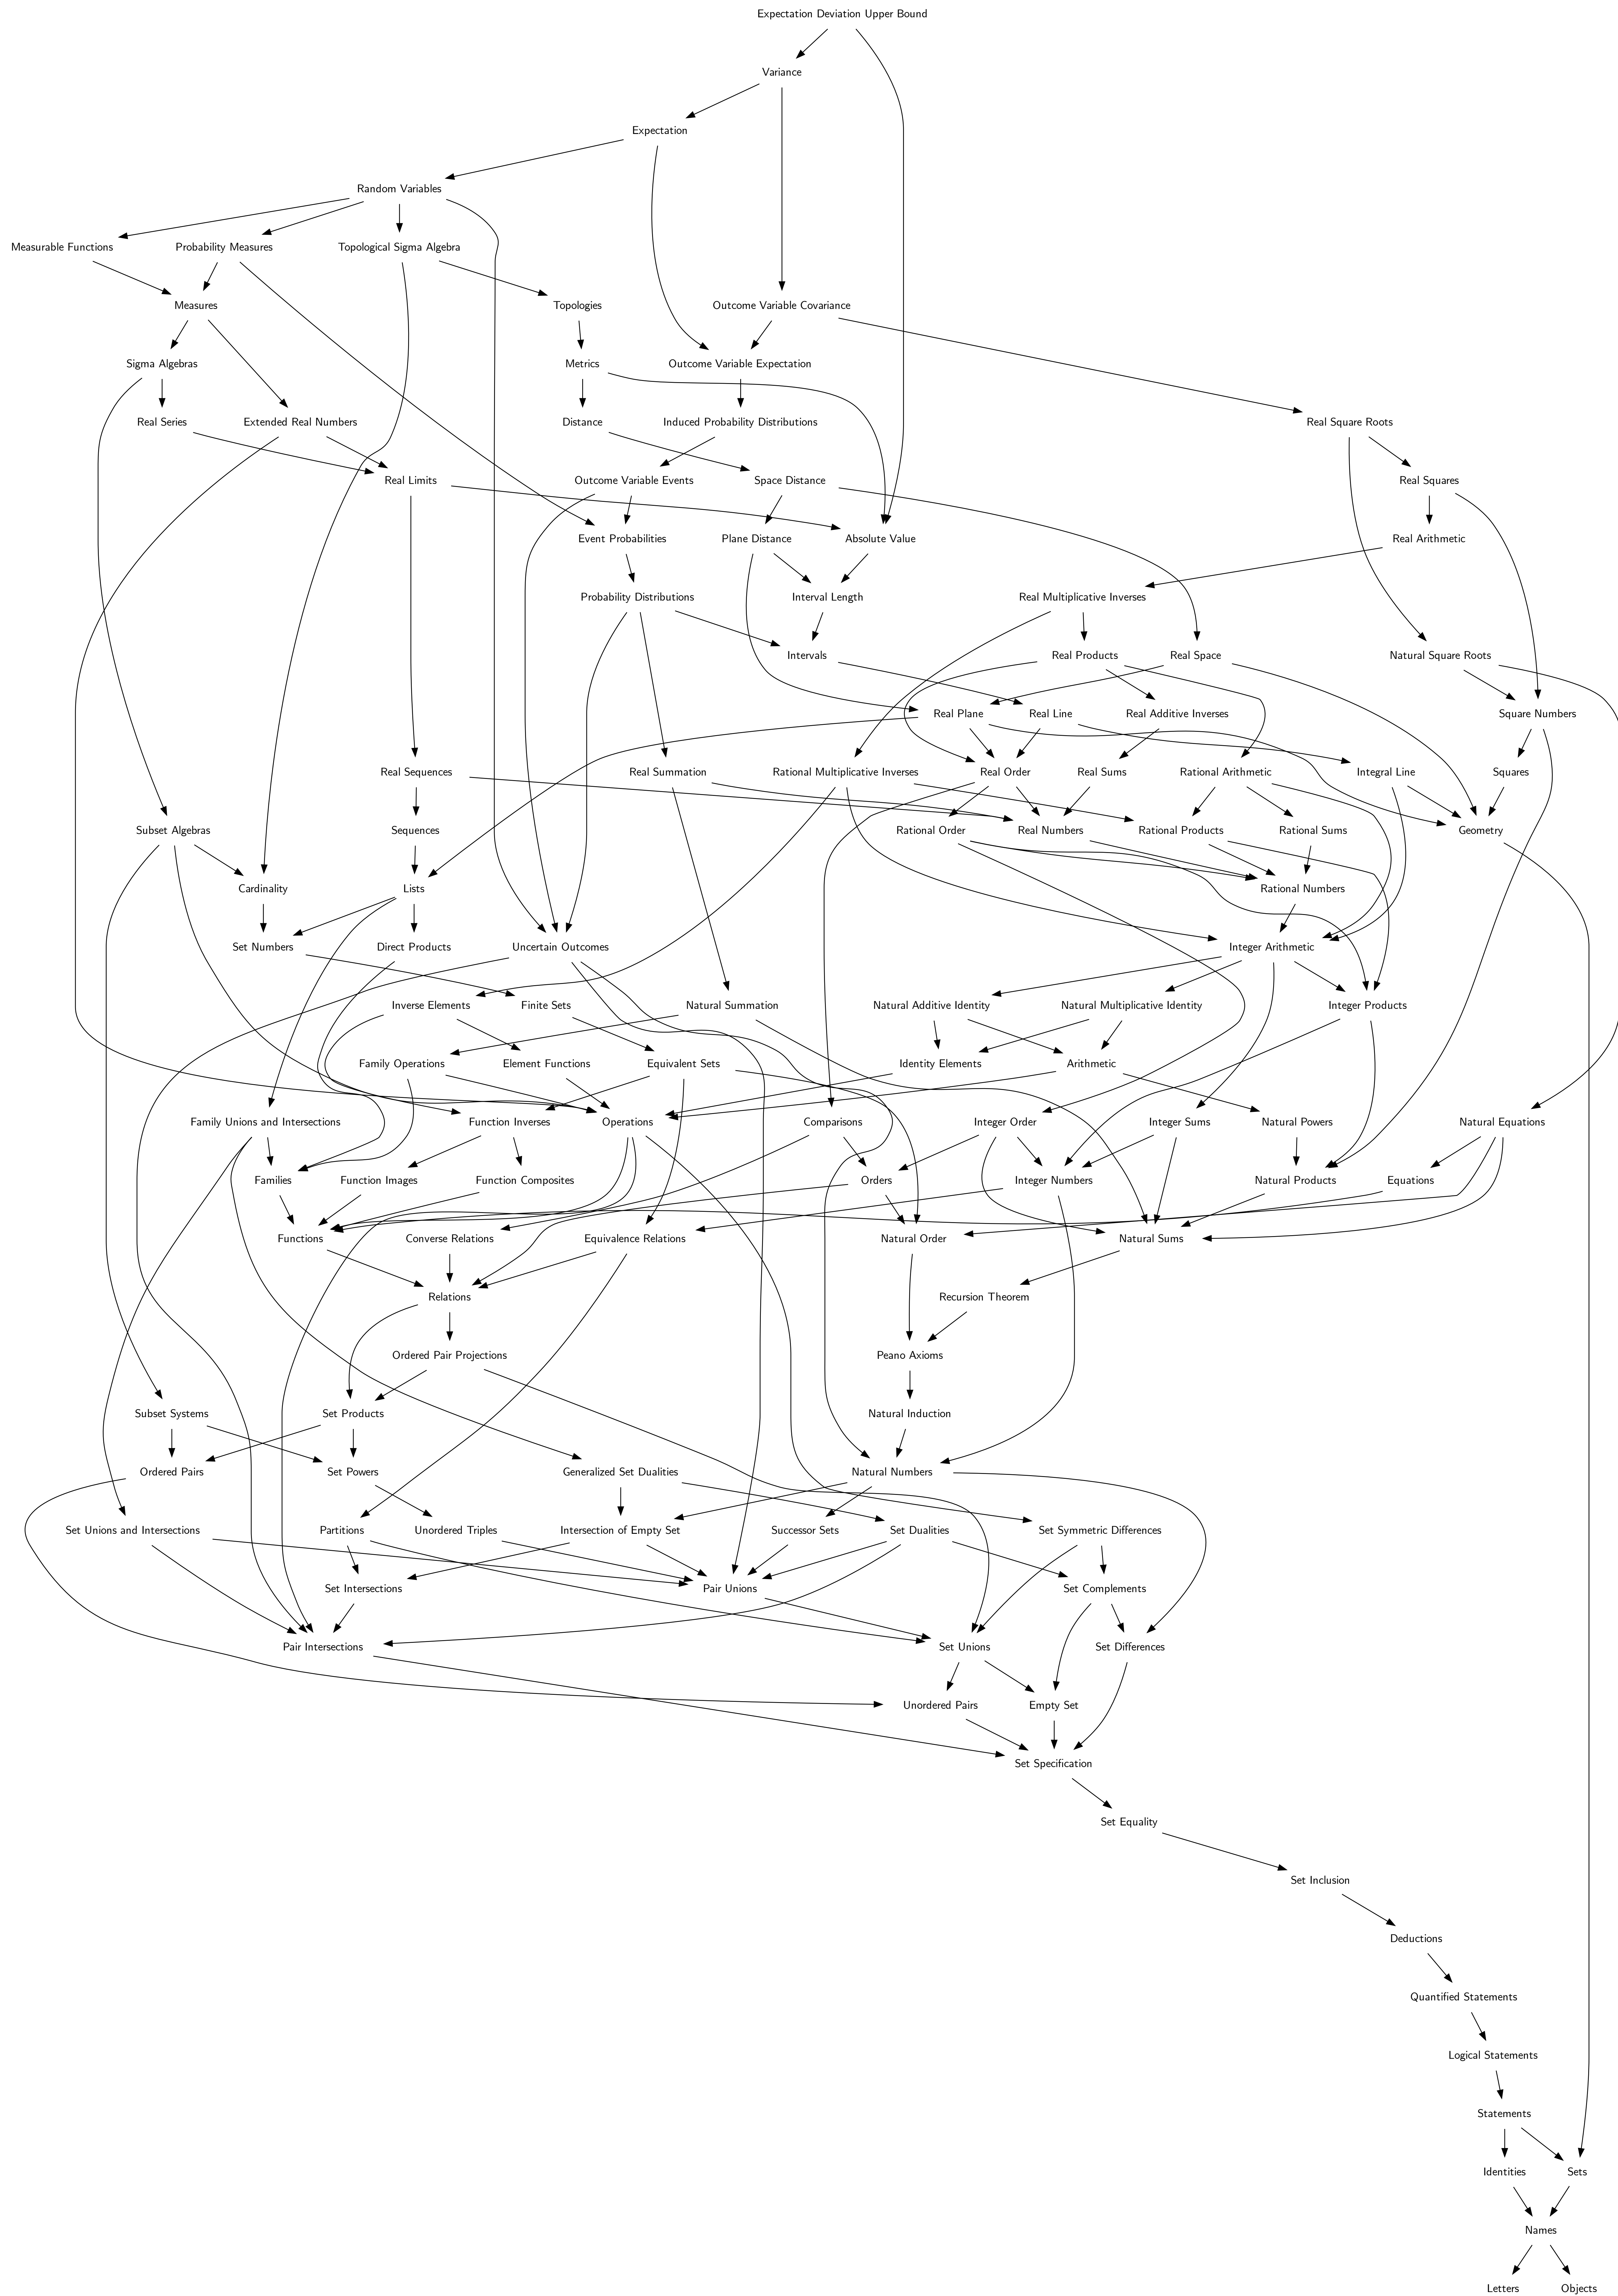 Expectation Deviation Upper Bound
Variance
Expectation
Random Variables
Measurable Functions
Probability Measures
Topological Sigma Algebra
Measures
Topologies
Outcome Variable Covariance
Sigma Algebras
Metrics
Outcome Variable Expectation
Real Series
Extended Real Numbers
Distance
Induced Probability Distributions
Real Square Roots
Real Limits
Outcome Variable Events
Space Distance
Real Squares
Event Probabilities
Plane Distance
Absolute Value
Real Arithmetic
Probability Distributions
Interval Length
Real Multiplicative Inverses
Intervals
Real Products
Real Space
Natural Square Roots
Real Plane
Real Line
Real Additive Inverses
Square Numbers
Real Sequences
Real Summation
Rational Multiplicative Inverses
Real Order
Real Sums
Rational Arithmetic
Integral Line
Squares
Subset Algebras
Sequences
Rational Order
Real Numbers
Rational Products
Rational Sums
Geometry
Cardinality
Lists
Rational Numbers
Set Numbers
Direct Products
Uncertain Outcomes
Integer Arithmetic
Inverse Elements
Finite Sets
Natural Summation
Natural Additive Identity
Natural Multiplicative Identity
Integer Products
Family Operations
Element Functions
Equivalent Sets
Identity Elements
Arithmetic
Family Unions and Intersections
Function Inverses
Operations
Comparisons
Integer Order
Integer Sums
Natural Powers
Natural Equations
Families
Function Images
Function Composites
Orders
Integer Numbers
Natural Products
Equations
Functions
Converse Relations
Equivalence Relations
Natural Order
Natural Sums
Relations
Recursion Theorem
Ordered Pair Projections
Peano Axioms
Subset Systems
Set Products
Natural Induction
Ordered Pairs
Set Powers
Generalized Set Dualities
Natural Numbers
Set Unions and Intersections
Partitions
Unordered Triples
Intersection of Empty Set
Successor Sets
Set Dualities
Set Symmetric Differences
Set Intersections
Pair Unions
Set Complements
Pair Intersections
Set Unions
Set Differences
Unordered Pairs
Empty Set
Set Specification
Set Equality
Set Inclusion
Deductions
Quantified Statements
Logical Statements
Statements
Identities
Sets
Names
Letters
Objects